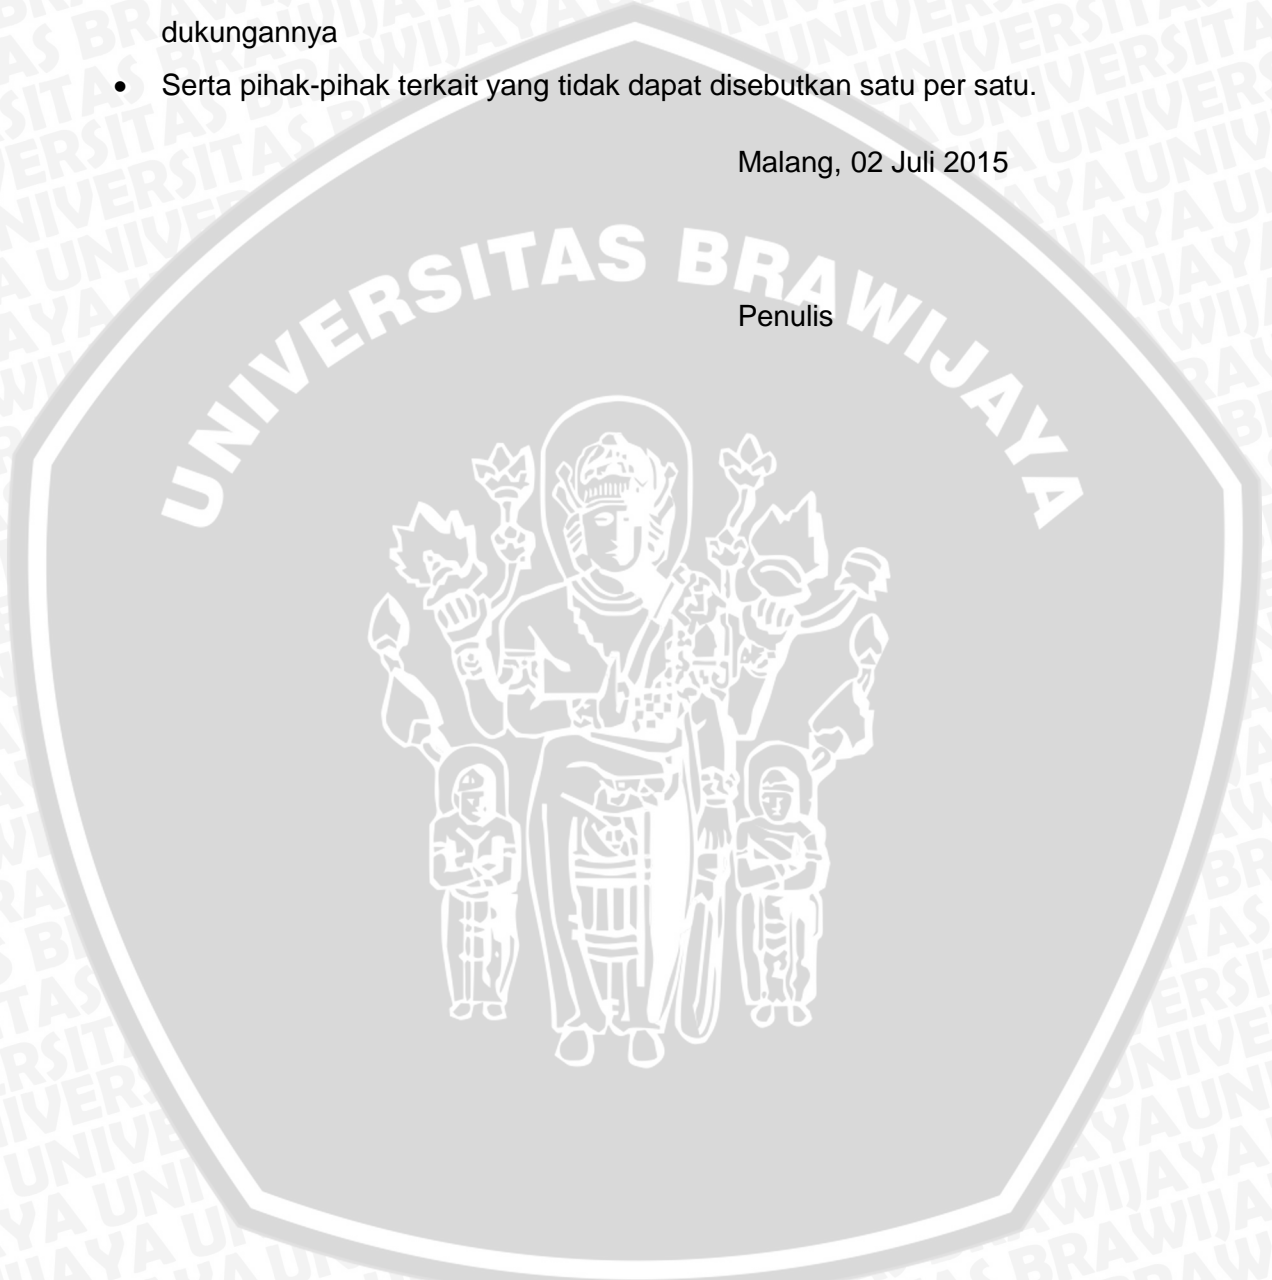 dukungannya
• Serta pihak-pihak terkait yang tidak dapat disebutkan satu per satu.
Malang, 02 Juli 2015
UNIVERSITAS BRAWIJAYA
Penulis